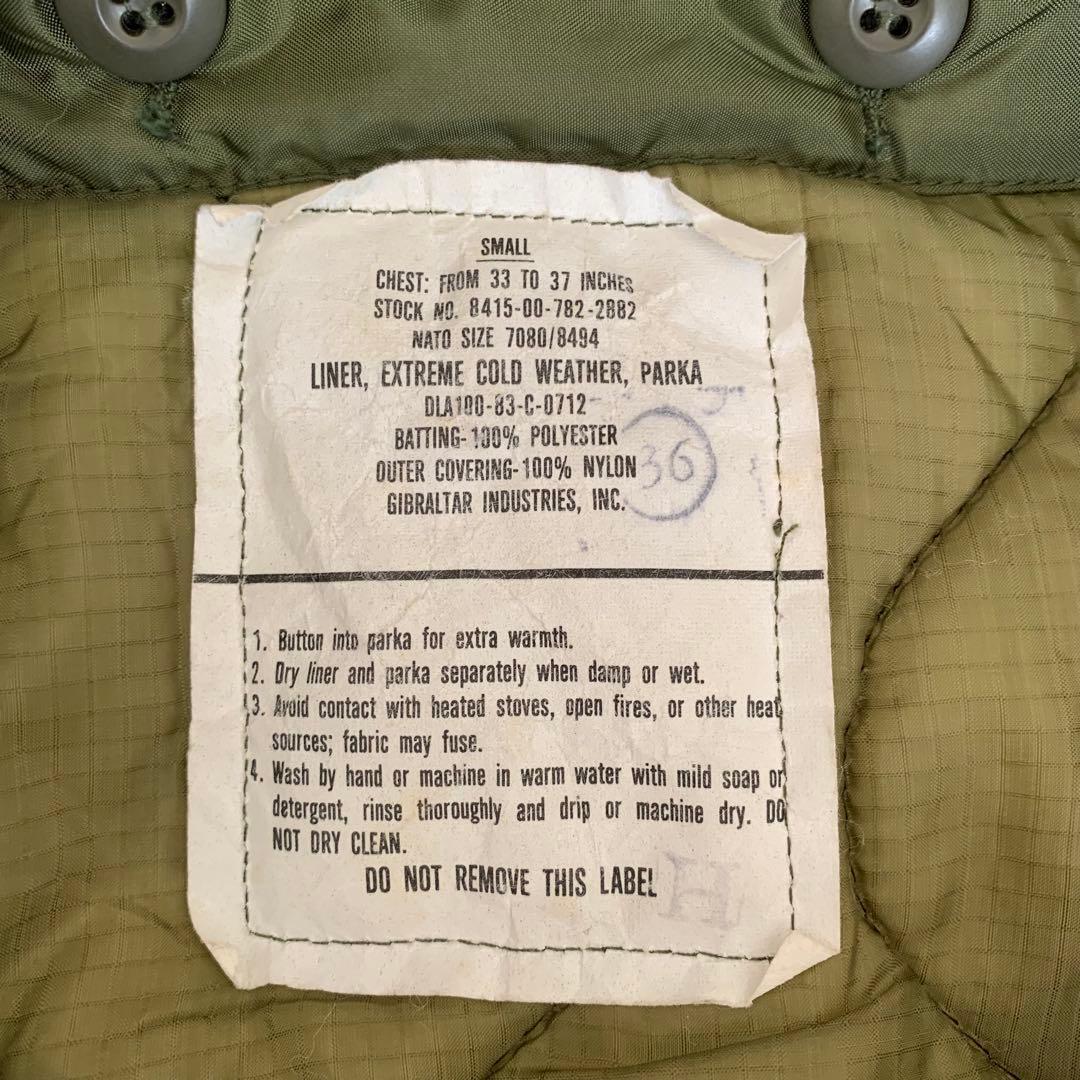 SMALL
CHEST: FROM 33 TO 37 INCHES
STOCK NO. 8415-00-782-2882
NATO SIZE 7080/8494
LINER, EXTREME COLD WEATHER, PARKA
DLA100-83-C-0712
BATTING-100% POLYESTER
OUTER COVERING-100% NYLON
36
GIBRALTAR INDUSTRIES, INC.
1. Button into parka for extra warmth.
2. Dry liner and parka separately when damp or wet.
3. Avoid contact with heated stoves, open fires, or other heat
sources; fabric may fuse.
4. Wash by hand or machine in warm water with mild soap or
detergent, rinse thoroughly and drip or machine dry. DO
NOT DRY CLEAN.
DO NOT REMOVE THIS LABEL
H